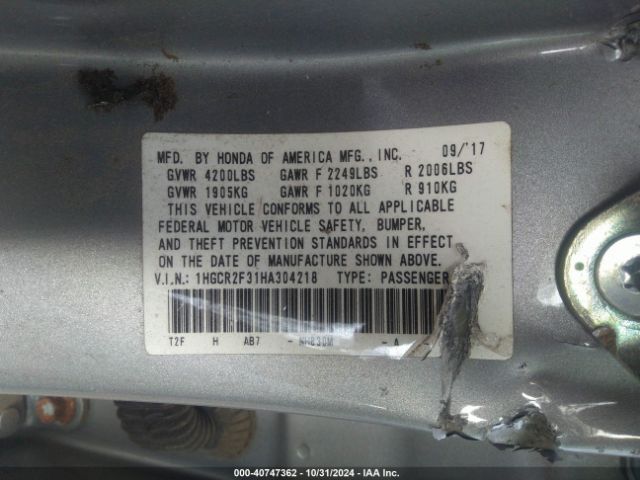 MFD. BY HONDA OF AMERICA MFG., INC. 09/'17
GVWR 4200LBS GAWR F 2249LBS R 2006LBS
GVWR 1905KG GAWR F 1020KG R 910KG
THIS VEHICLE CONFORMS TO ALL APPLICABLE
FEDERAL MOTOR VEHICLE SAFETY, BUMPER,
AND THEFT PREVENTION STANDARDS IN EFFECT
ON THE DATE OF MANUFACTURE SHOWN ABOVE.
V.I.N.: 1HGCR2F31HA304218 TYPE: PASSENGER
T2F H AB7 - NH830M - A
000-40747362 - 10/31/2024 - IAA Inc.